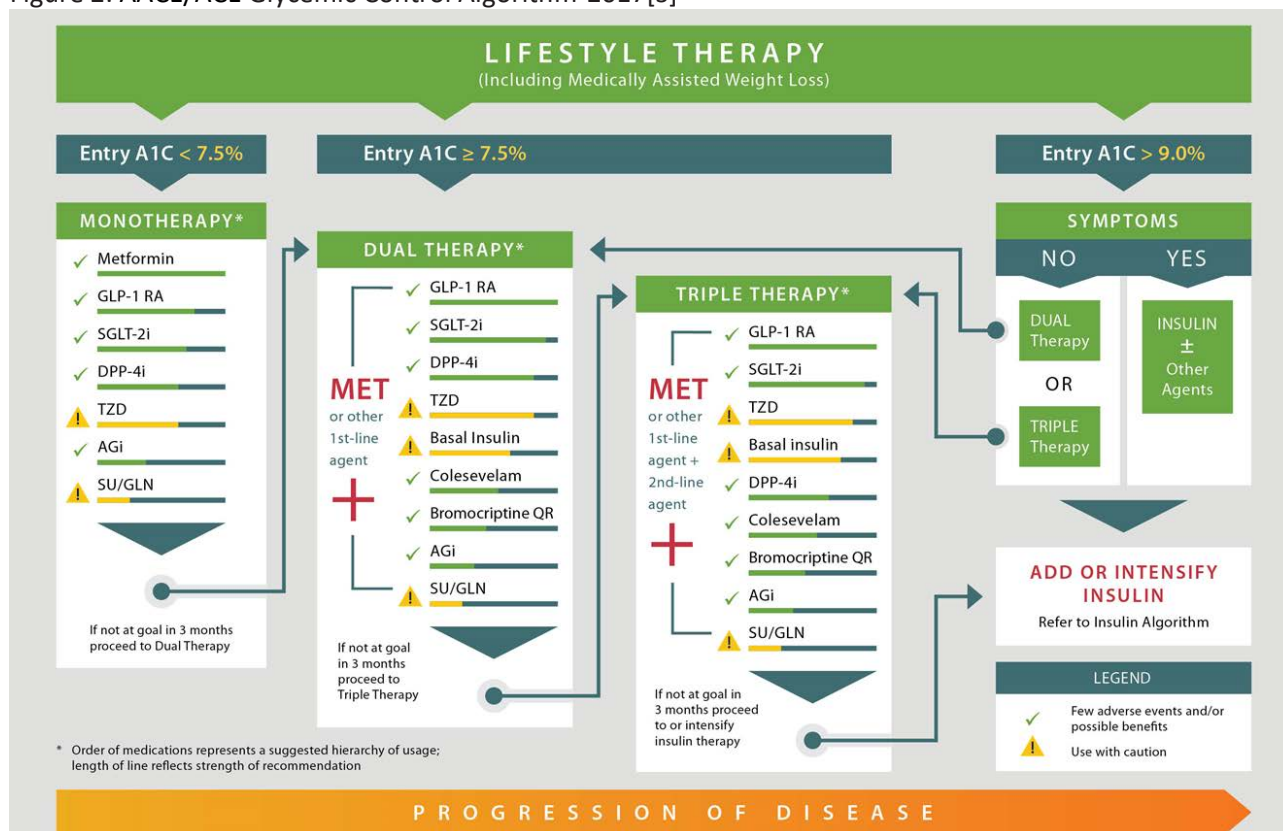 Figure 2. AACE/ACE Glycemic Control Algorithm 2017[3]
LIFESTYLE THERAPY
(Including Medically Assisted Weight Loss)
Entry A1C < 7.5%
Entry A1C ≥ 7.5%
Entry A1C > 9.0%
MONOTHERAPY*
Metformin
GLP-1 RA
SGLT-2i
DPP-4i
TZD
AGi
SU/GLN
If not at goal in 3 months
proceed to Dual Therapy
DUAL THERAPY*
MET
or other
1st-line
agent
+
GLP-1 RA
SGLT-2i
DPP-4i
TZD
Basal Insulin
Colesevelam
Bromocriptine QR
AGi
SU/GLN
If not at goal
in 3 months
proceed to
Triple Therapy
TRIPLE THERAPY*
MET
or other
1st-line
agent +
2nd-line
agent
+
GLP-1 RA
SGLT-2i
TZD
Basal insulin
DPP-4i
Colesevelam
Bromocriptine QR
AGi
SU/GLN
If not at goal in
3 months proceed
to or intensify
insulin therapy
SYMPTOMS
NO
YES
DUAL
Therapy
OR
TRIPLE
Therapy
INSULIN
±
Other
Agents
ADD OR INTENSIFY
INSULIN
Refer to Insulin Algorithm
LEGEND
Few adverse events and/or
possible benefits
Use with caution
* Order of medications represents a suggested hierarchy of usage;
length of line reflects strength of recommendation
PROGRESSION OF DISEASE